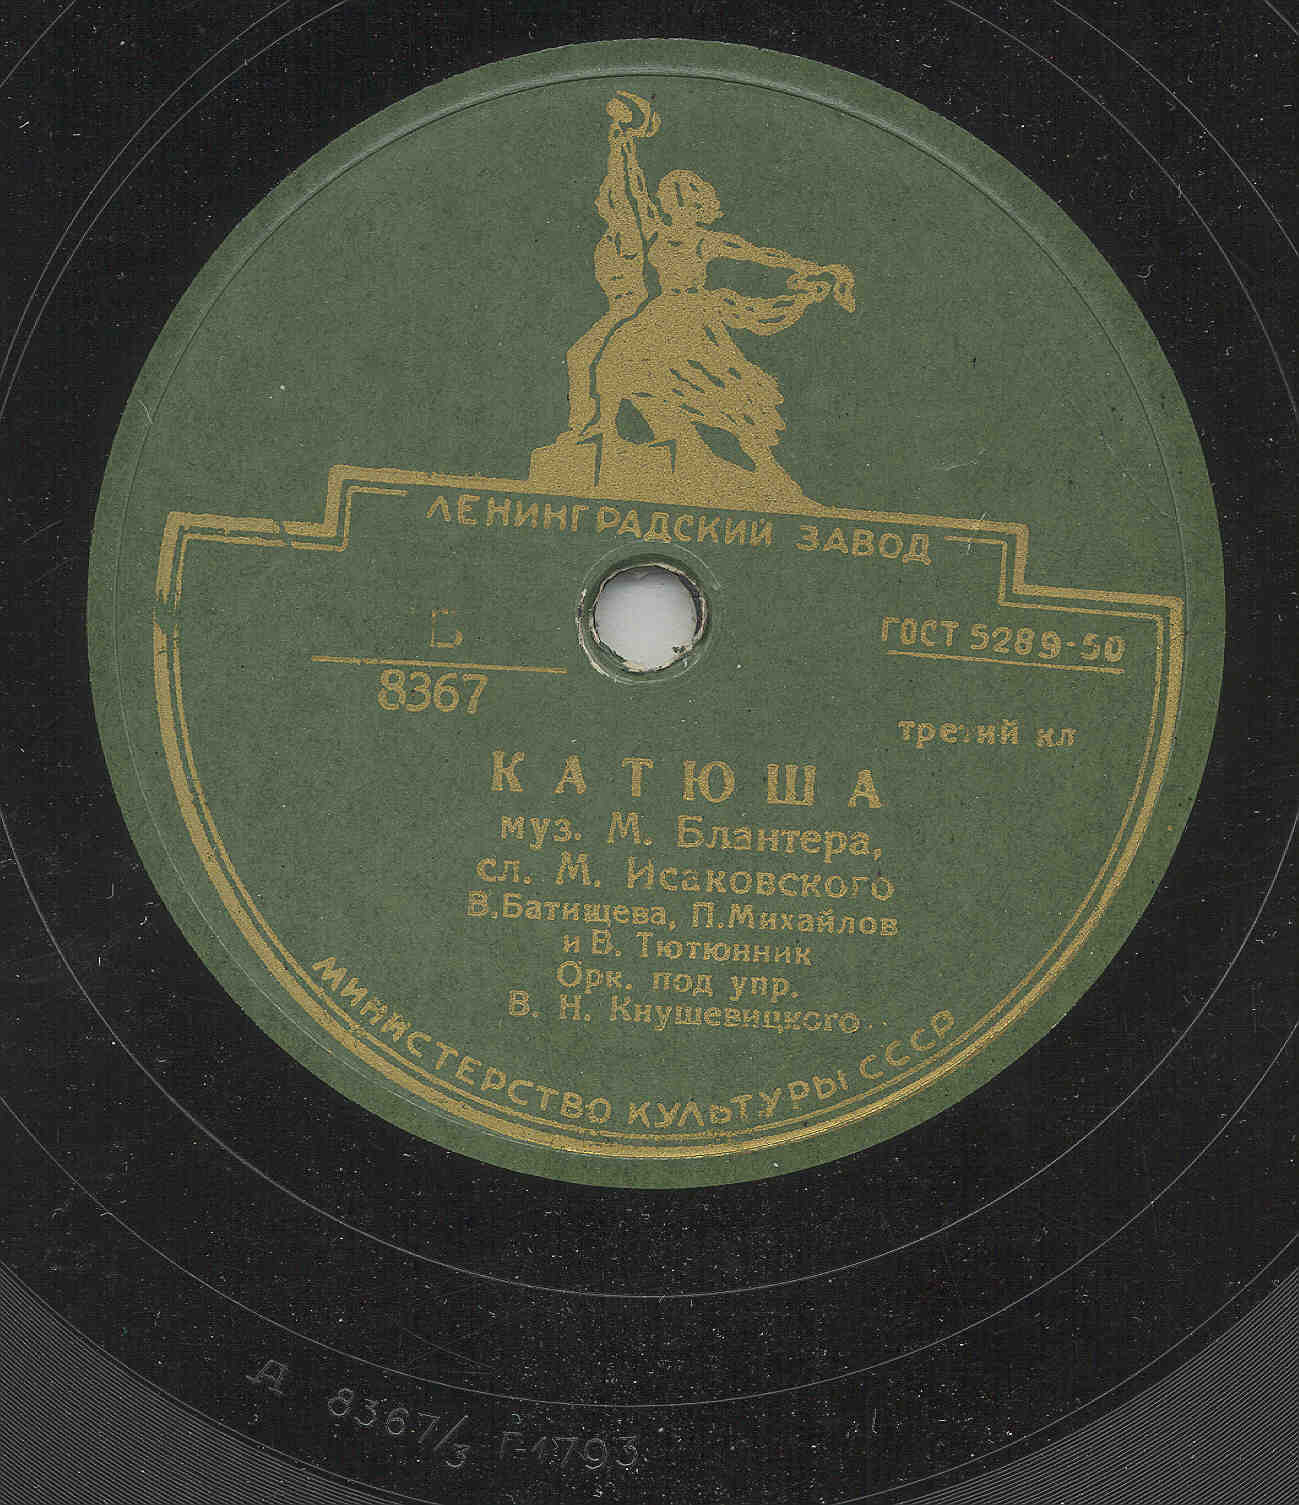 ЛЕНИНГРАДСКИЙ ЗАВОД
Б
8367
ГОСТ 5289-50
третий кл
КАТЮША
муз. М. Блантера,
сл. М. Исаковского
В.Батищева, П.Михайлов
и В. Тютюнник
Орк. под упр.
В. Н. Кнушевицкого
МИНИСТЕРСТВО КУЛЬТУРЫ СССР
Д 8367/3 Г-1793